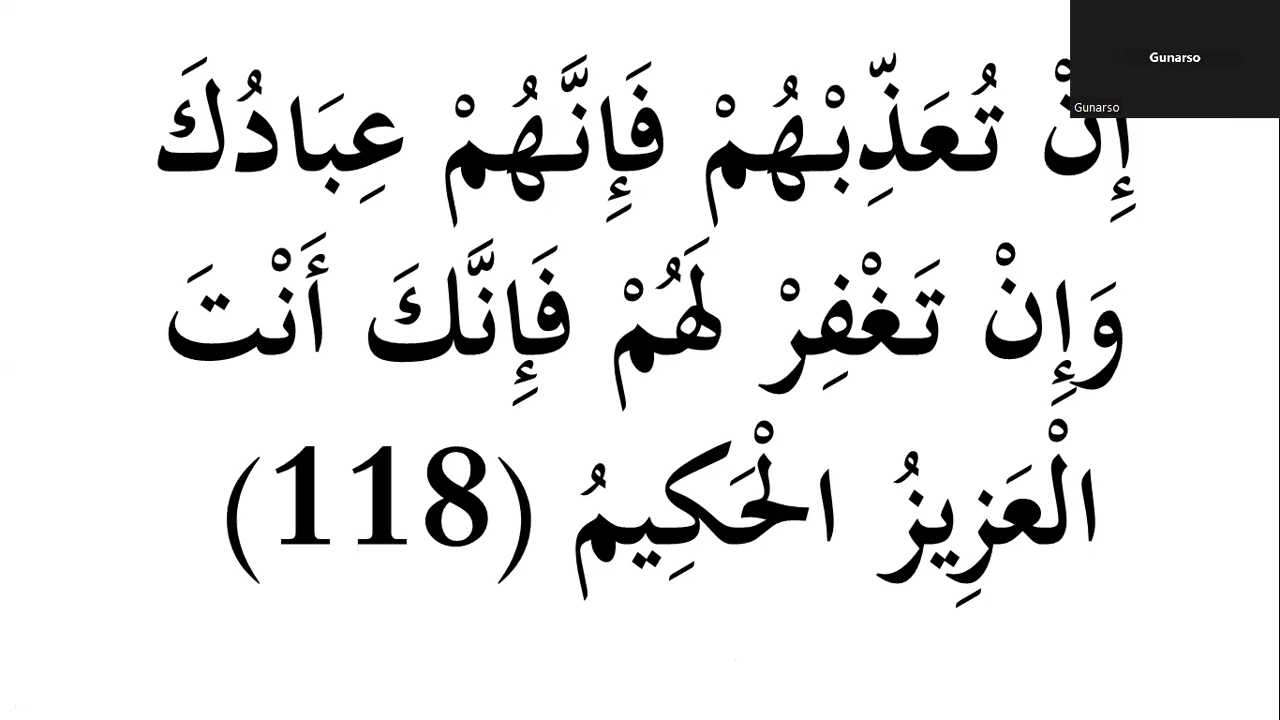 Gunarso
Gunarso
إِنْ تُعَذِّبْهُمْ فَإِنَّهُمْ عِبَادُكَ
وَإِنْ تَغْفِرْ لَهُمْ فَإِنَّكَ أَنْتَ
الْعَزِيزُ الْحَكِيمُ (118)